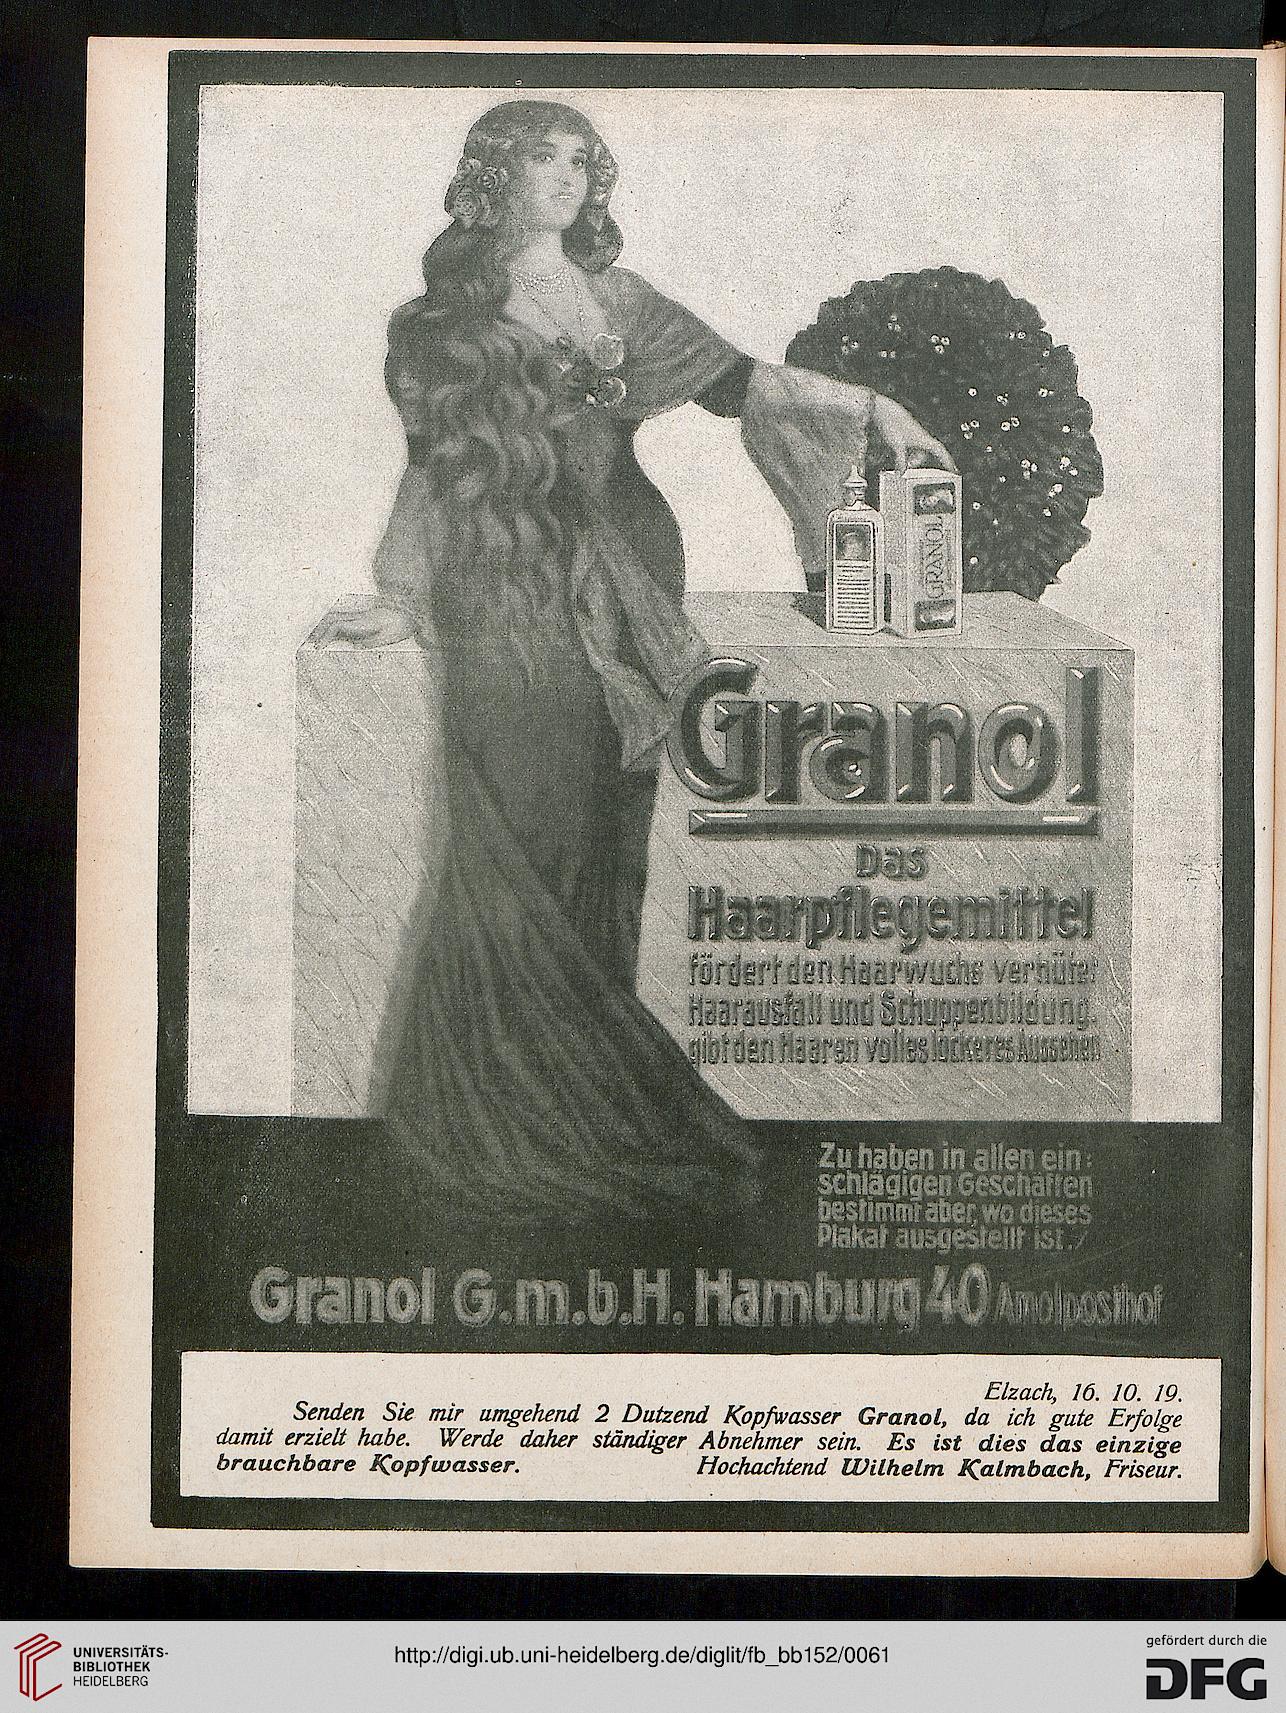 GRANOL
Granol
Das
Haarpflegemittel
fördert den Haarwuchs verhütet
Haarausfall und Schuppenbildung,
gibt den Haaren volles lockeres Aussehen
Zu haben in allen ein:
schlägigen Geschäften
bestimmt aber, wo dieses
Plakat ausgestellt ist.
Granol G.m.b.H. Hamburg 40 Amolposthof
Elzach, 16. 10. 19.
Senden Sie mir umgehend 2 Dutzend Kopfwasser Granol, da ich gute Erfolge
damit erzielt habe. Werde daher ständiger Abnehmer sein. Es ist dies das einzige
brauchbare Kopfwasser. Hochachtend Wilhelm Kalmbach, Friseur.
UNIVERSITÄTS-
BIBLIOTHEK
HEIDELBERG
http://digi.ub.uni-heidelberg.de/diglit/fb_bb152/0061
gefördert durch die
DFG